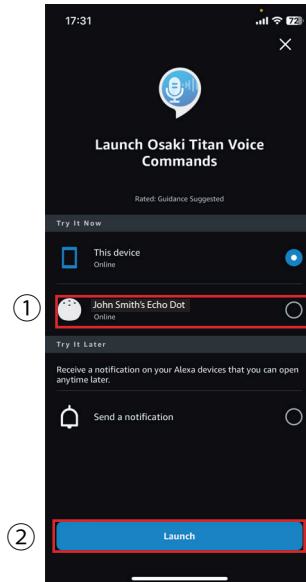 17:31
72
Launch Osaki Titan Voice
Commands
Rated: Guidance Suggested
Try It Now
This device
Online
1
John Smith's Echo Dot
Online
Try It Later
Receive a notification on your Alexa devices that you can open
anytime later.
Send a notification
2
Launch